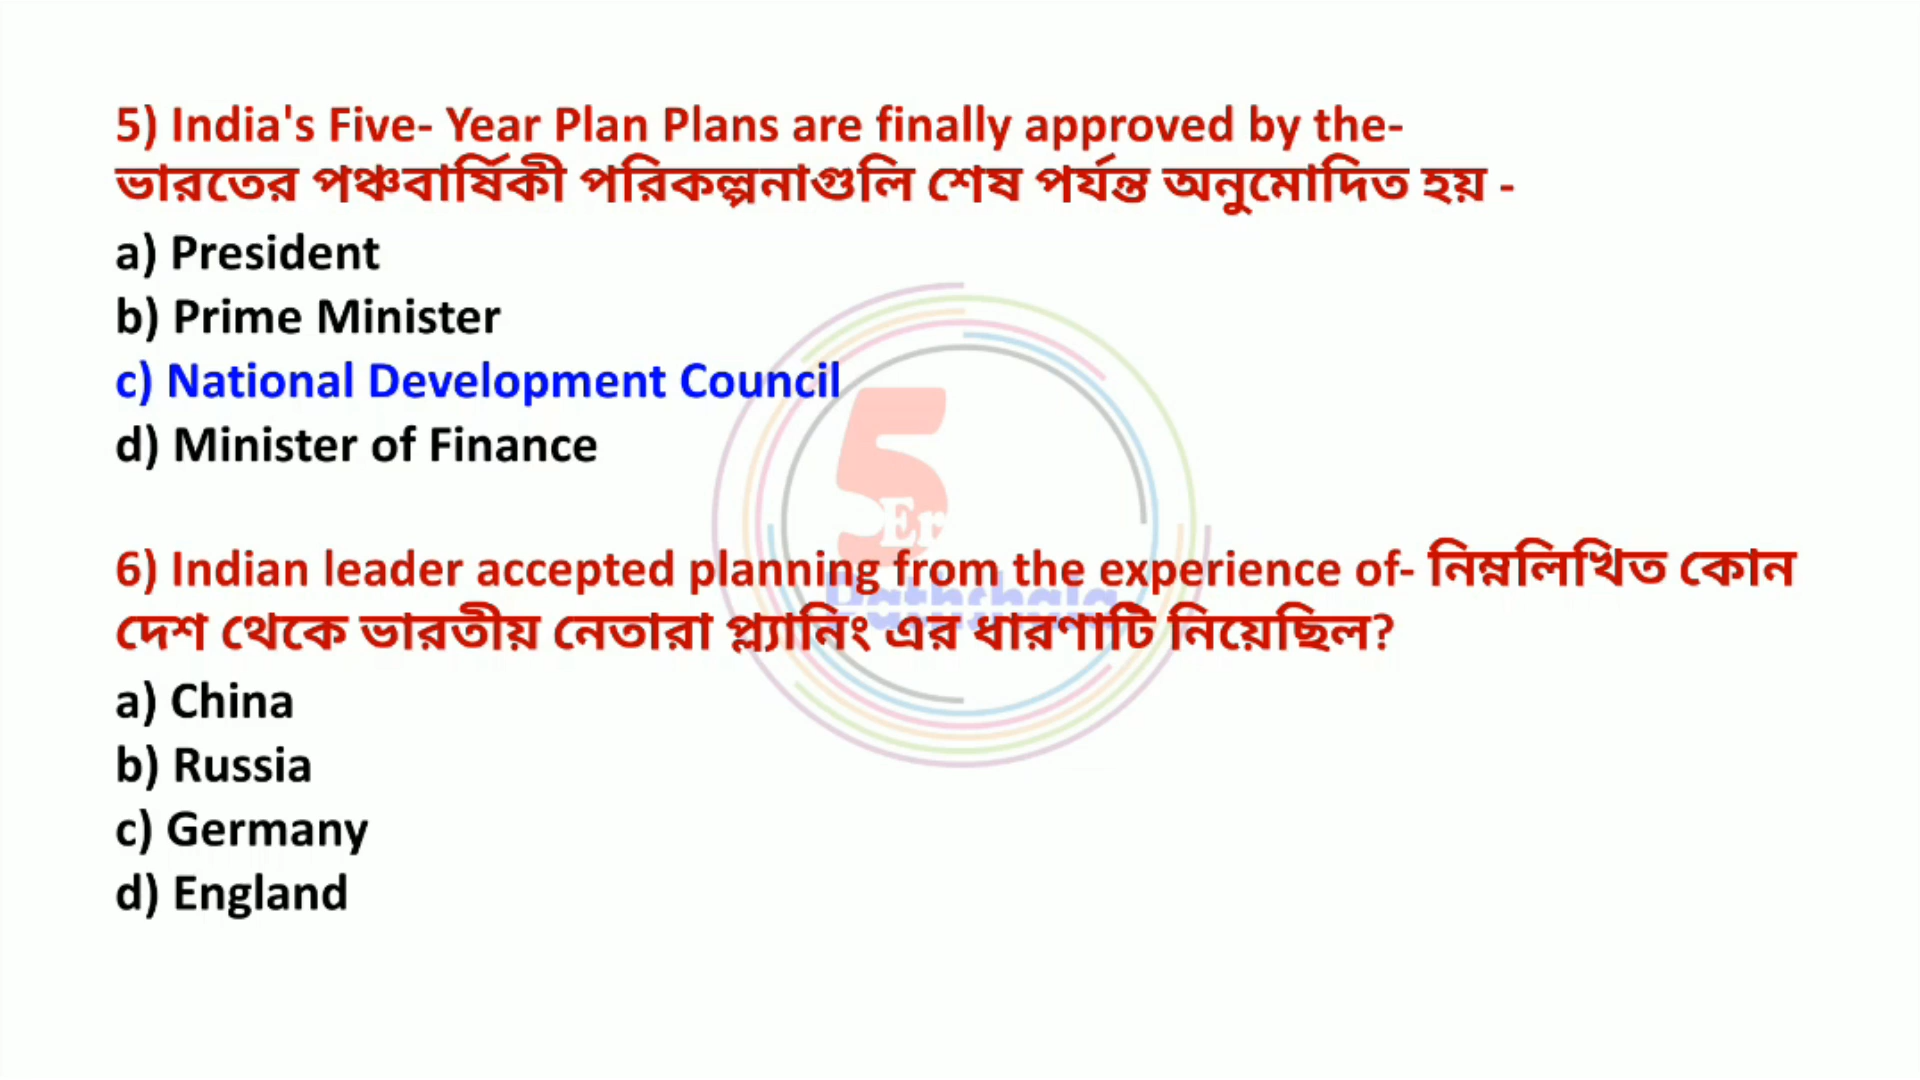 5) India's Five- Year Plan Plans are finally approved by the-
ভারতের পঞ্চবার্ষিকী পরিকল্পনাগুলি শেষ পর্যন্ত অনুমোদিত হয় -
a) President
b) Prime Minister
c) National Development Council
d) Minister of Finance
6) Indian leader accepted planning from the experience of- নিম্নলিখিত কোন
দেশ থেকে ভারতীয় নেতারা প্ল্যানিং এর ধারণাটি নিয়েছিল?
a) China
b) Russia
c) Germany
d) England
5
Pathshala